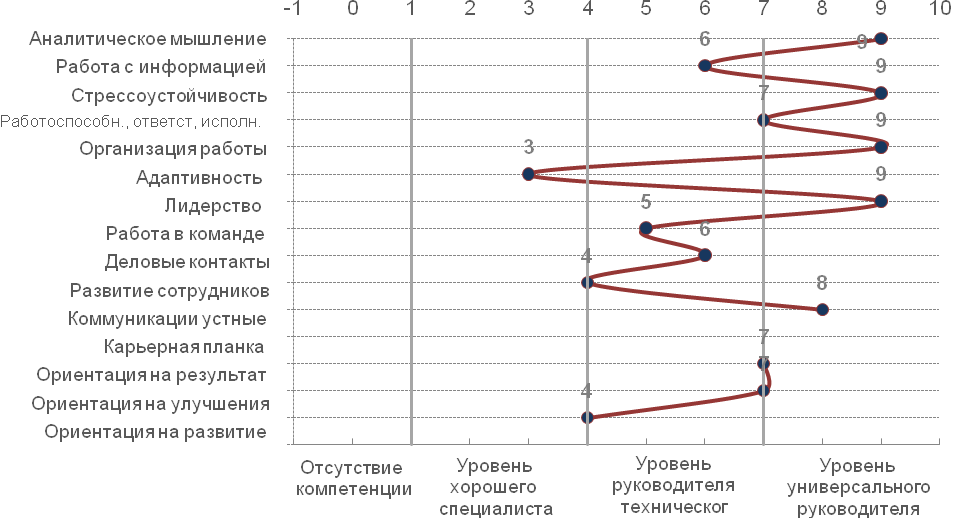 -1 0 1 2 3 4 5 6 7 8 9 10
Аналитическое мышление
6
9
Работа с информацией
9
Стрессоустойчивость
7
Работоспособн., ответст, исполн.
9
Организация работы
3
Адаптивность
9
Лидерство
5
Работа в команде
6
Деловые контакты
4
Развитие сотрудников
8
Коммуникации устные
7
Карьерная планка
7
Ориентация на результат
4
Ориентация на улучшения
Ориентация на развитие
Отсутствие
компетенции
Уровень
хорошего
специалиста
Уровень
руководителя
техническог
Уровень
универсального
руководителя